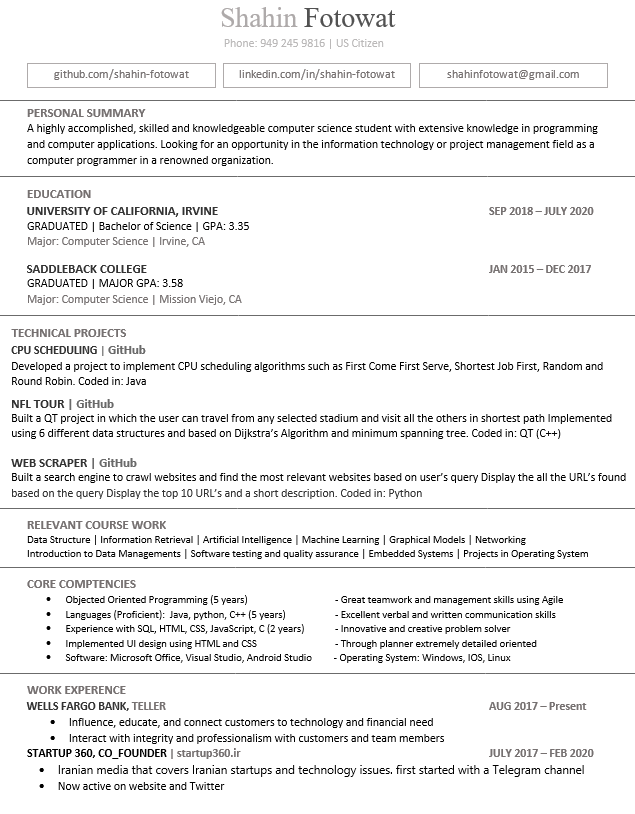 Shahin Fotowat
Phone: 949 245 9816 | US Citizen
github.com/shahin-fotowat linkedin.com/in/shahin-fotowat shahinfotowat@gmail.com
PERSONAL SUMMARY
A highly accomplished, skilled and knowledgeable computer science student with extensive knowledge in programming
and computer applications. Looking for an opportunity in the information technology or project management field as a
computer programmer in a renowned organization.
EDUCATION
UNIVERSITY OF CALIFORNIA, IRVINE SEP 2018 – JULY 2020
GRADUATED | Bachelor of Science | GPA: 3.35
Major: Computer Science | Irvine, CA
SADDLEBACK COLLEGE JAN 2015 – DEC 2017
GRADUATED | MAJOR GPA: 3.58
Major: Computer Science | Mission Viejo, CA
TECHNICAL PROJECTS
CPU SCHEDULING | GitHub
Developed a project to implement CPU scheduling algorithms such as First Come First Serve, Shortest Job First, Random and
Round Robin. Coded in: Java
NFL TOUR | GitHub
Built a QT project in which the user can travel from any selected stadium and visit all the others in shortest path Implemented
using 6 different data structures and based on Dijkstra's Algorithm and minimum spanning tree. Coded in: QT (C++)
WEB SCRAPER | GitHub
Built a search engine to crawl websites and find the most relevant websites based on user's query Display the all the URL's found
based on the query Display the top 10 URL's and a short description. Coded in: Python
RELEVANT COURSE WORK
Data Structure | Information Retrieval | Artificial Intelligence | Machine Learning | Graphical Models | Networking
Introduction to Data Managements | Software testing and quality assurance | Embedded Systems | Projects in Operating System
CORE COMPTENCIES
• Objected Oriented Programming (5 years) - Great teamwork and management skills using Agile
• Languages (Proficient): Java, python, C++ (5 years) - Excellent verbal and written communication skills
• Experience with SQL, HTML, CSS, JavaScript, C (2 years) - Innovative and creative problem solver
• Implemented UI design using HTML and CSS - Through planner extremely detailed oriented
• Software: Microsoft Office, Visual Studio, Android Studio - Operating System: Windows, IOS, Linux
WORK EXPERENCE
WELLS FARGO BANK, TELLER AUG 2017 – Present
• Influence, educate, and connect customers to technology and financial need
• Interact with integrity and professionalism with customers and team members
STARTUP 360, CO_FOUNDER | startup360.ir JULY 2017 – FEB 2020
• Iranian media that covers Iranian startups and technology issues. first started with a Telegram channel
• Now active on website and Twitter